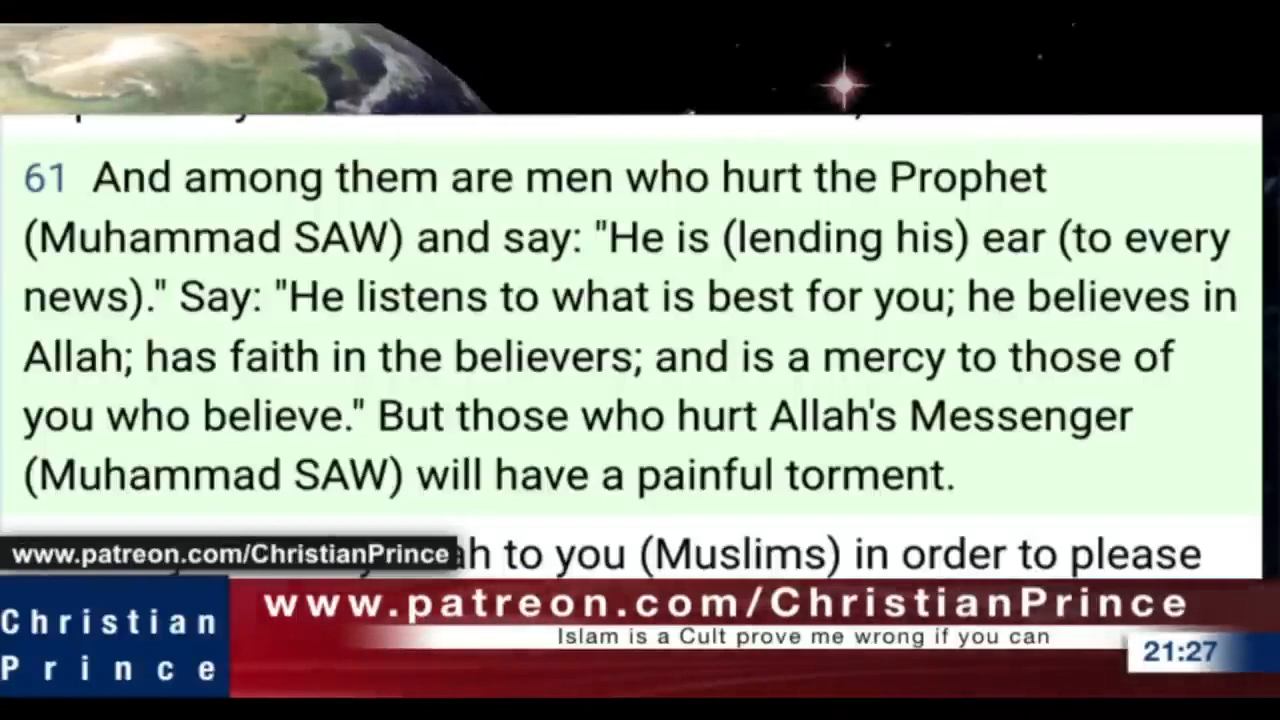 61 And among them are men who hurt the Prophet
(Muhammad SAW) and say: "He is (lending his) ear (to every
news)." Say: "He listens to what is best for you; he believes in
Allah; has faith in the believers; and is a mercy to those of
you who believe." But those who hurt Allah's Messenger
(Muhammad SAW) will have a painful torment.
to you (Muslims) in order to please
www.patreon.com/ChristianPrince
www.patreon.com/ChristianPrince
Christian
Prince
Islam is a Cult prove me wrong if you can
21:27